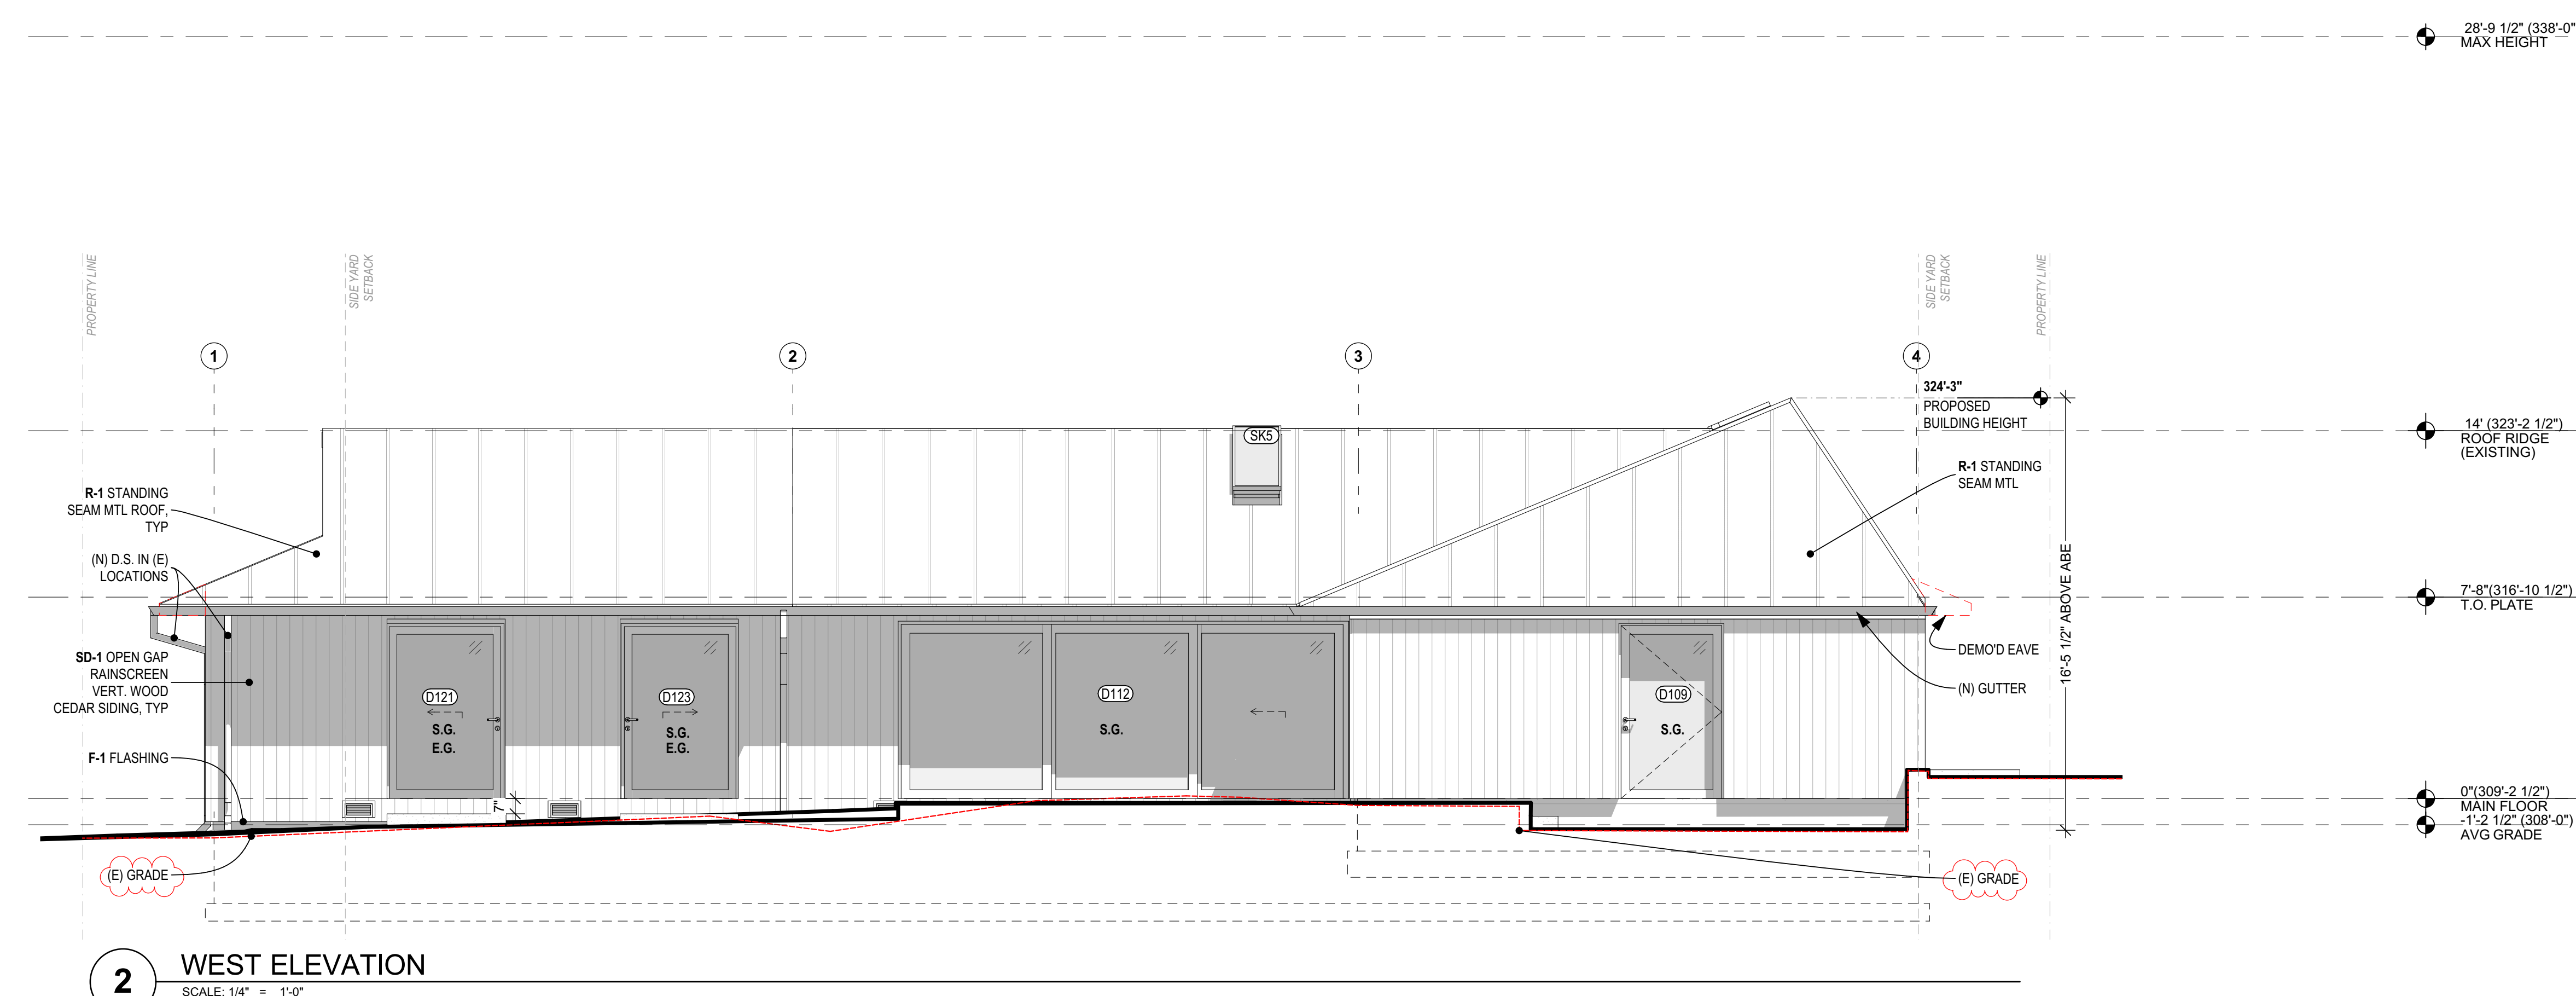 28'-9 1/2" (338'-0"
MAX HEIGHT
PROPERTY LINE
SIDE YARD
SETBACK
SIDE YARD
SETBACK
PROPERTY LINE
1
2
3
4
324'-3"
PROPOSED
BUILDING HEIGHT
14' (323'-2 1/2")
ROOF RIDGE
(EXISTING)
SK5
R-1 STANDING
SEAM MTL
R-1 STANDING
SEAM MTL ROOF,
TYP
(N) D.S. IN (E)
LOCATIONS
16'-5 1/2" ABOVE ABE
7'-8"(316'-10 1/2")
T.O. PLATE
DEMO'D EAVE
(N) GUTTER
SD-1 OPEN GAP
RAINSCREEN
VERT. WOOD
CEDAR SIDING, TYP
D121
S.G.
E.G.
D123
S.G.
E.G.
D112
S.G.
D109
S.G.
F-1 FLASHING
7"
0"(309'-2 1/2")
MAIN FLOOR
-1'-2 1/2" (308'-0")
AVG GRADE
(E) GRADE
(E) GRADE
2
WEST ELEVATION
SCALE: 1/4" = 1'-0"